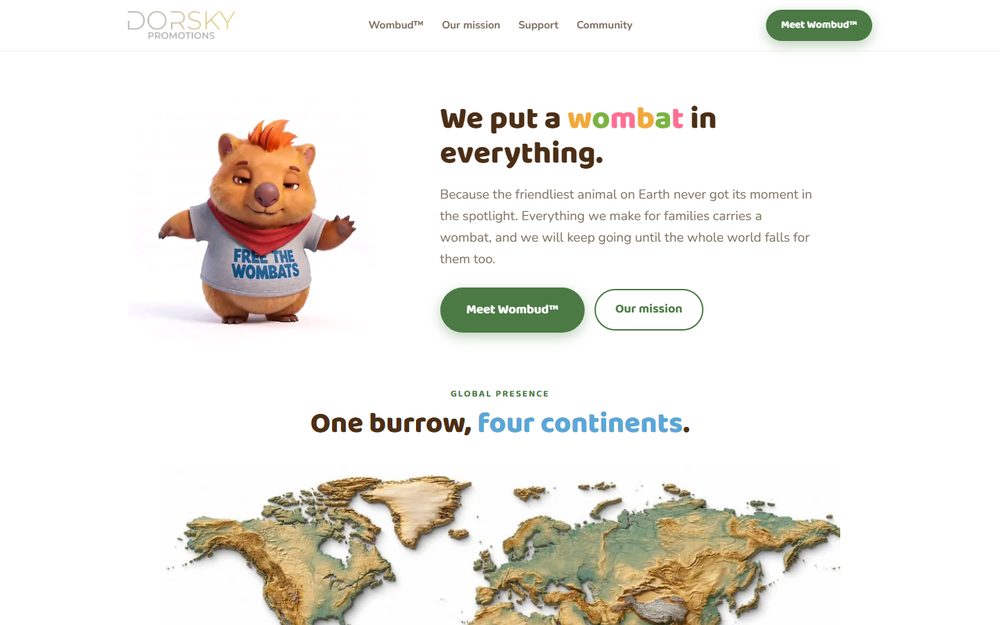 DORSKY
PROMOTIONS
Wombud™
Our mission
Support
Community
Meet Wombud™
We put a wombat in
everything.
Because the friendliest animal on Earth never got its moment in
the spotlight. Everything we make for families carries a
wombat, and we will keep going until the whole world falls for
them too.
Meet Wombud™
Our mission
FREE THE
WOMBATS
GLOBAL PRESENCE
One burrow, four continents.